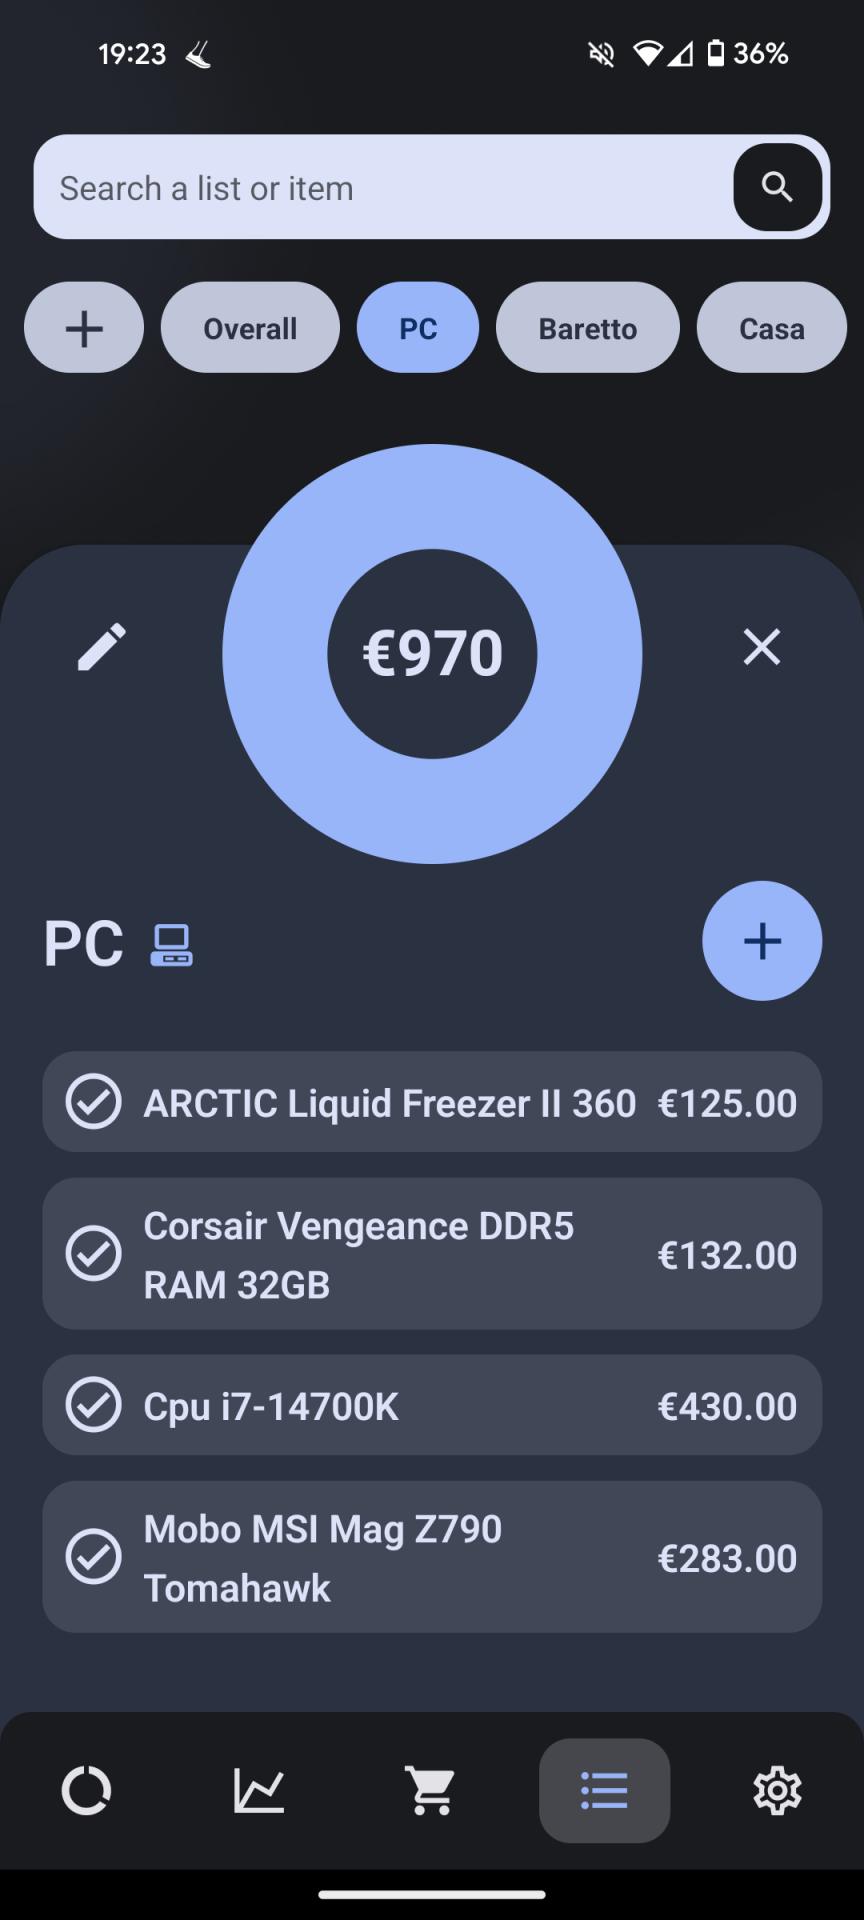 19:23
36%
Search a list or item
Overall
PC
Baretto
Casa
€970
PC
ARCTIC Liquid Freezer II 360 €125.00
Corsair Vengeance DDR5
RAM 32GB
€132.00
Cpu i7-14700K €430.00
Mobo MSI Mag Z790
Tomahawk
€283.00